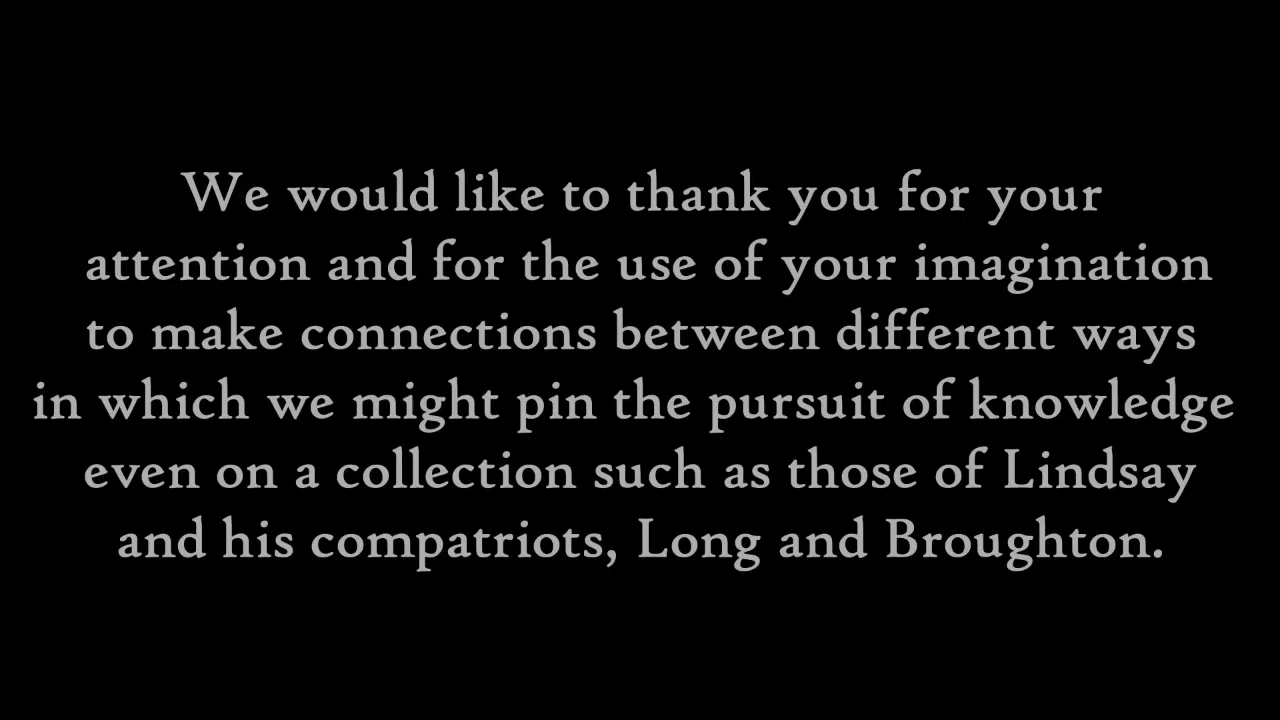 We would like to thank you for your
attention and for the use of your imagination
to make connections between different ways
in which we might pin the pursuit of knowledge
even on a collection such as those of Lindsay
and his compatriots, Long and Broughton.